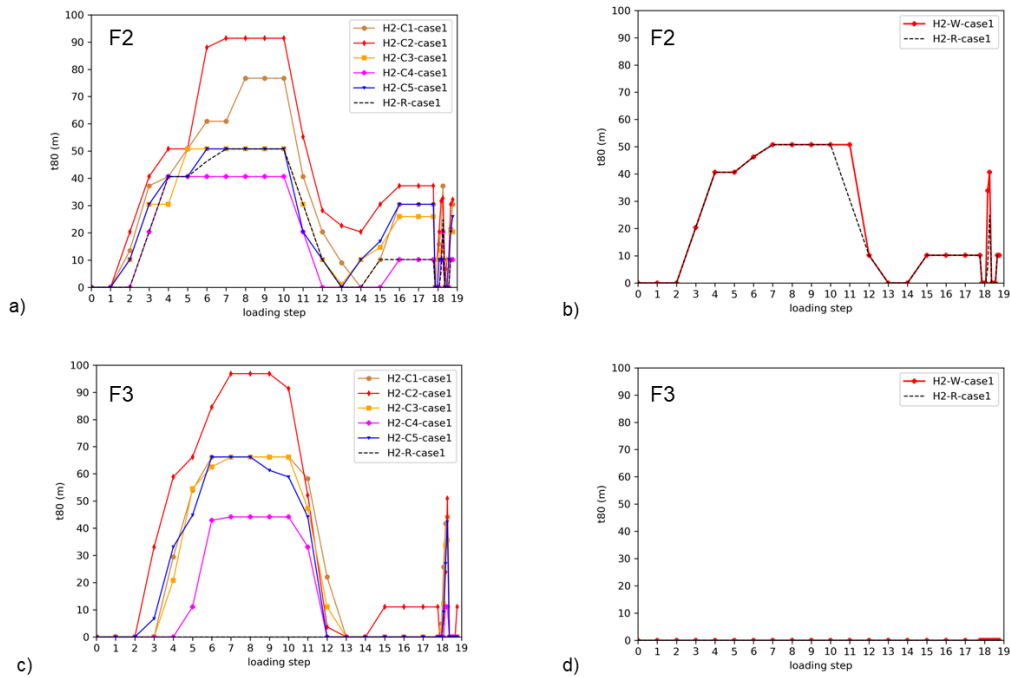 F2
H2-C1-case1
H2-C2-case1
H2-C3-case1
H2-C4-case1
H2-C5-case1
H2-R-case1
100
90
80
70
60
50
40
30
20
10
0
t80 (m)
0 1 2 3 4 5 6 7 8 9 10 11 12 13 14 15 16 17 18 19
loading step
a)
F2
H2-W-case1
H2-R-case1
100
90
80
70
60
50
40
30
20
10
0
t80 (m)
0 1 2 3 4 5 6 7 8 9 10 11 12 13 14 15 16 17 18 19
loading step
b)
F3
H2-C1-case1
H2-C2-case1
H2-C3-case1
H2-C4-case1
H2-C5-case1
H2-R-case1
100
90
80
70
60
50
40
30
20
10
0
t80 (m)
0 1 2 3 4 5 6 7 8 9 10 11 12 13 14 15 16 17 18 19
loading step
c)
F3
H2-W-case1
H2-R-case1
100
90
80
70
60
50
40
30
20
10
0
t80 (m)
0 1 2 3 4 5 6 7 8 9 10 11 12 13 14 15 16 17 18 19
loading step
d)